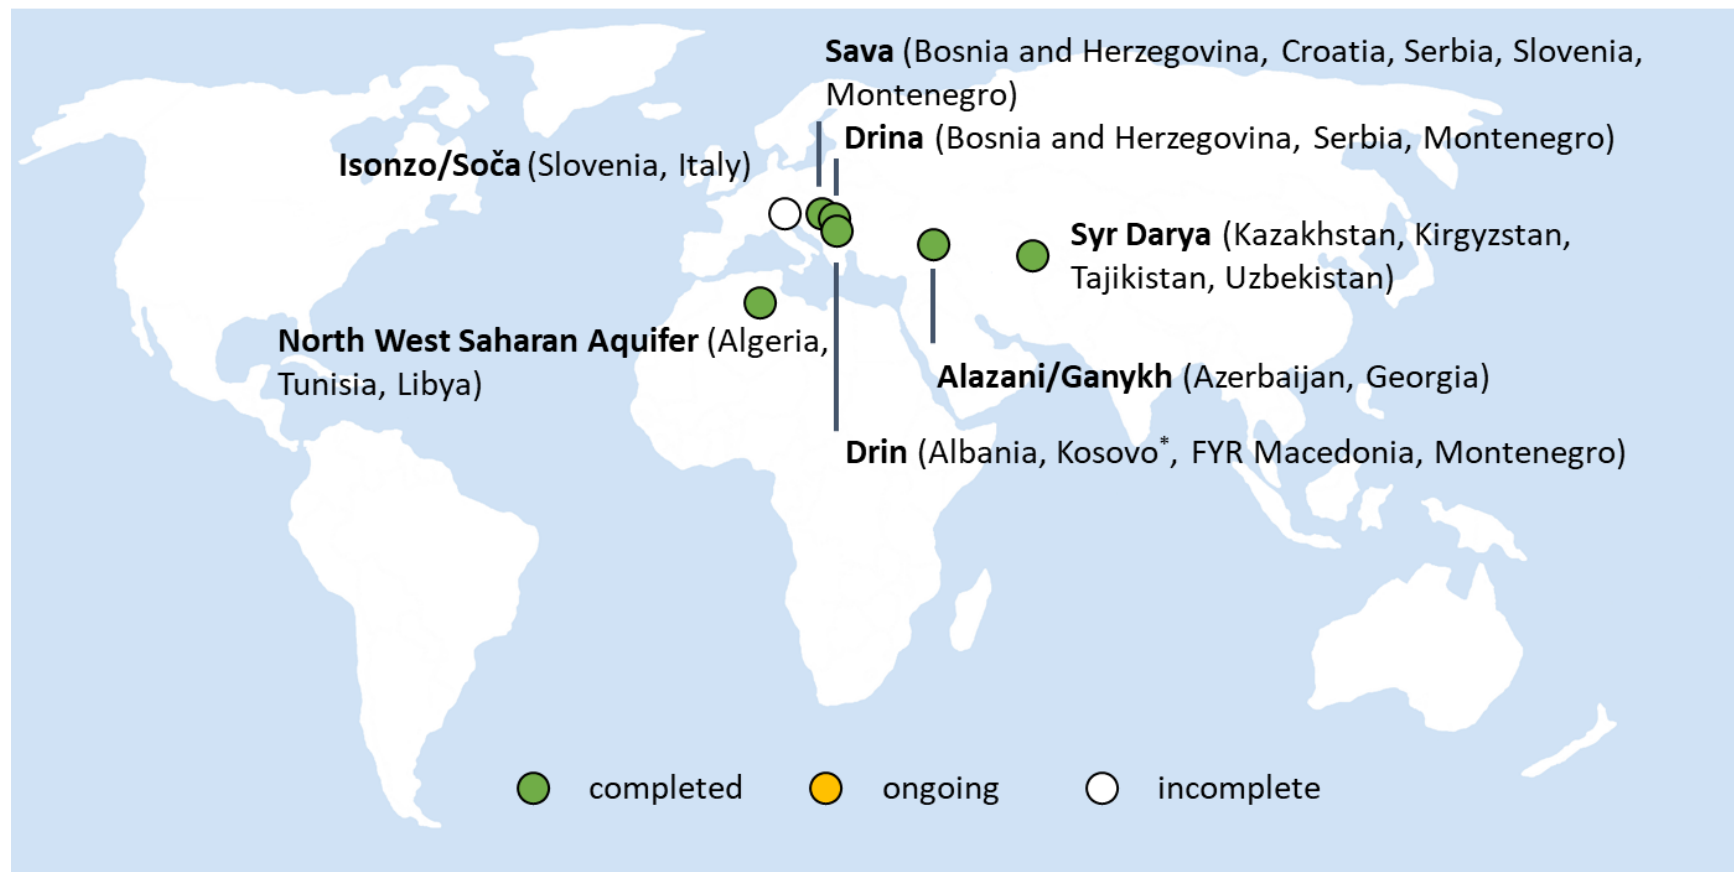 Sava (Bosnia and Herzegovina, Croatia, Serbia, Slovenia,
Montenegro)
Drina (Bosnia and Herzegovina, Serbia, Montenegro)
Isonzo/Soča (Slovenia, Italy)
Syr Darya (Kazakhstan, Kirgyzstan,
Tajikistan, Uzbekistan)
North West Saharan Aquifer (Algeria,
Tunisia, Libya)
Alazani/Ganykh (Azerbaijan, Georgia)
Drin (Albania, Kosovo*, FYR Macedonia, Montenegro)
completed
ongoing
incomplete